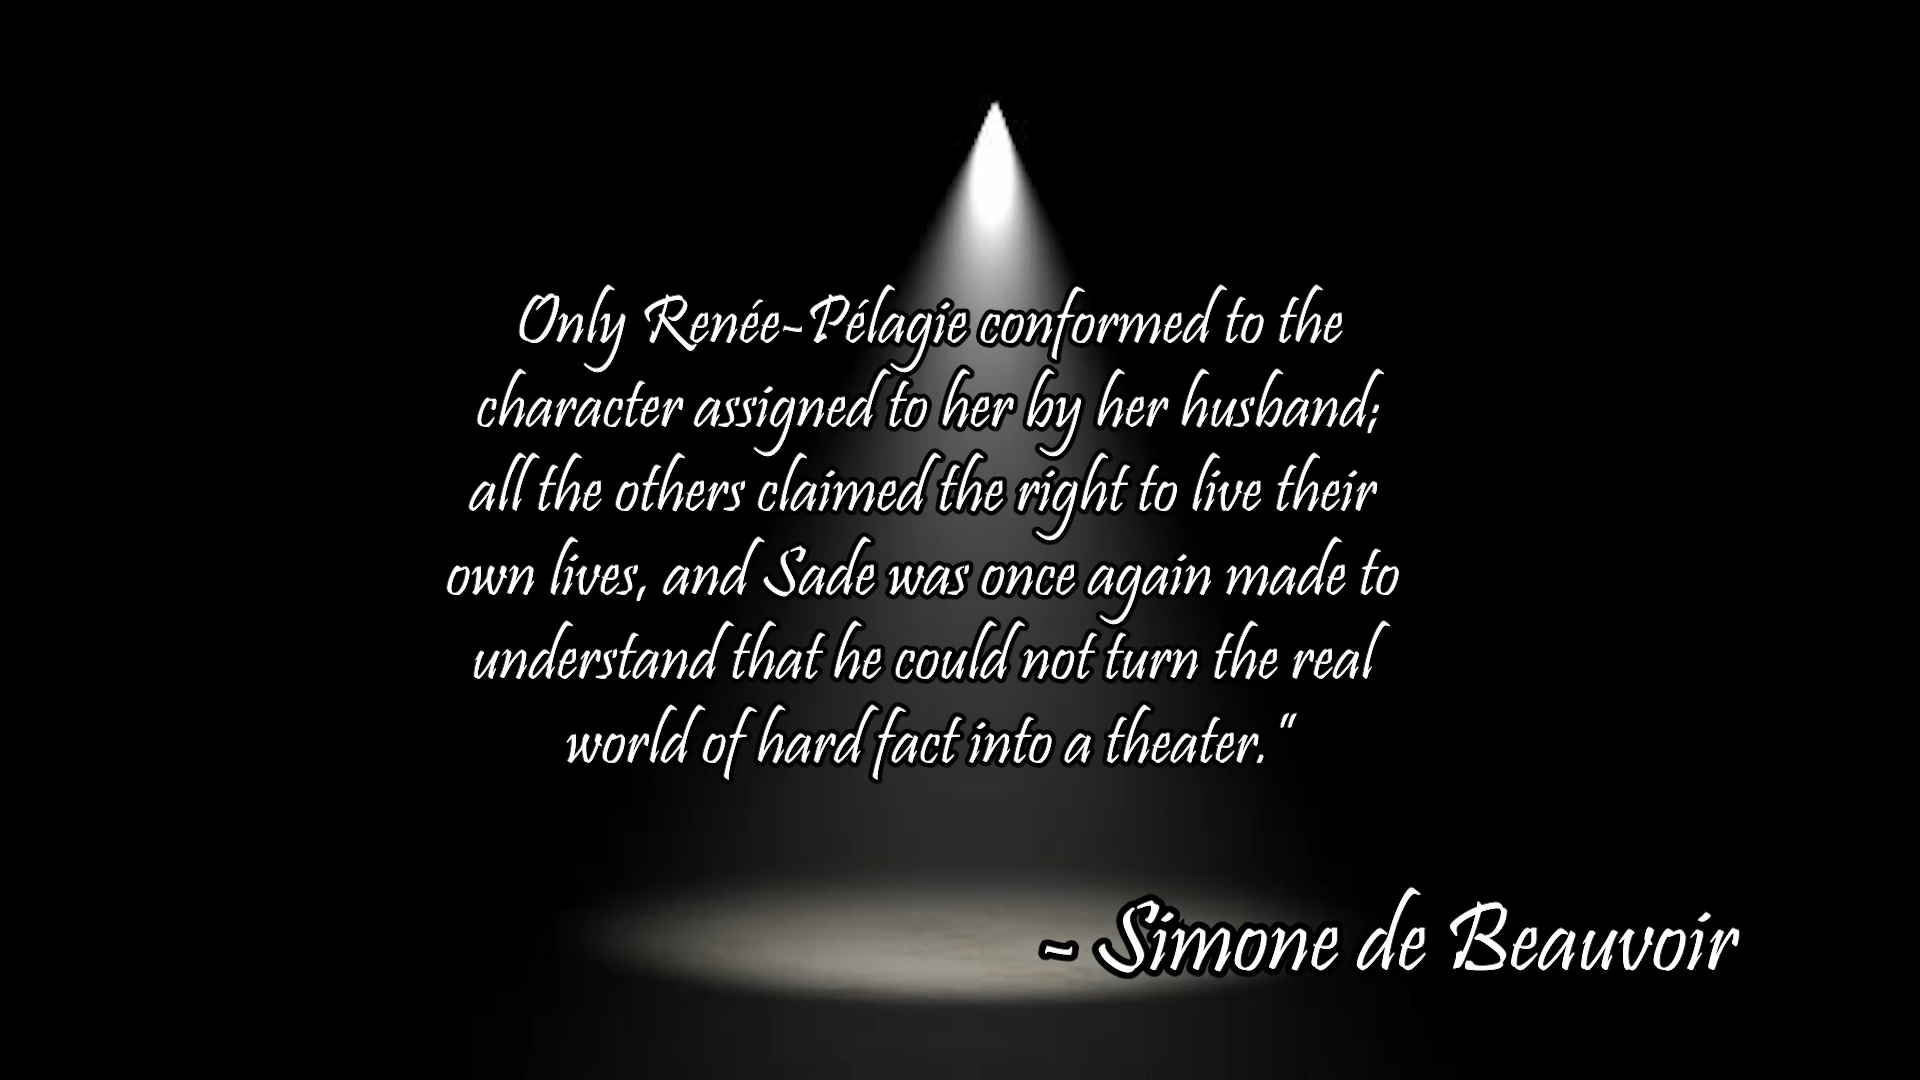 Only Renée-Pélagie conformed to the
character assigned to her by her husband;
all the others claimed the right to live their
own lives, and Sade was once again made to
understand that he could not turn the real
world of hard fact into a theater."
- Simone de Beauvoir